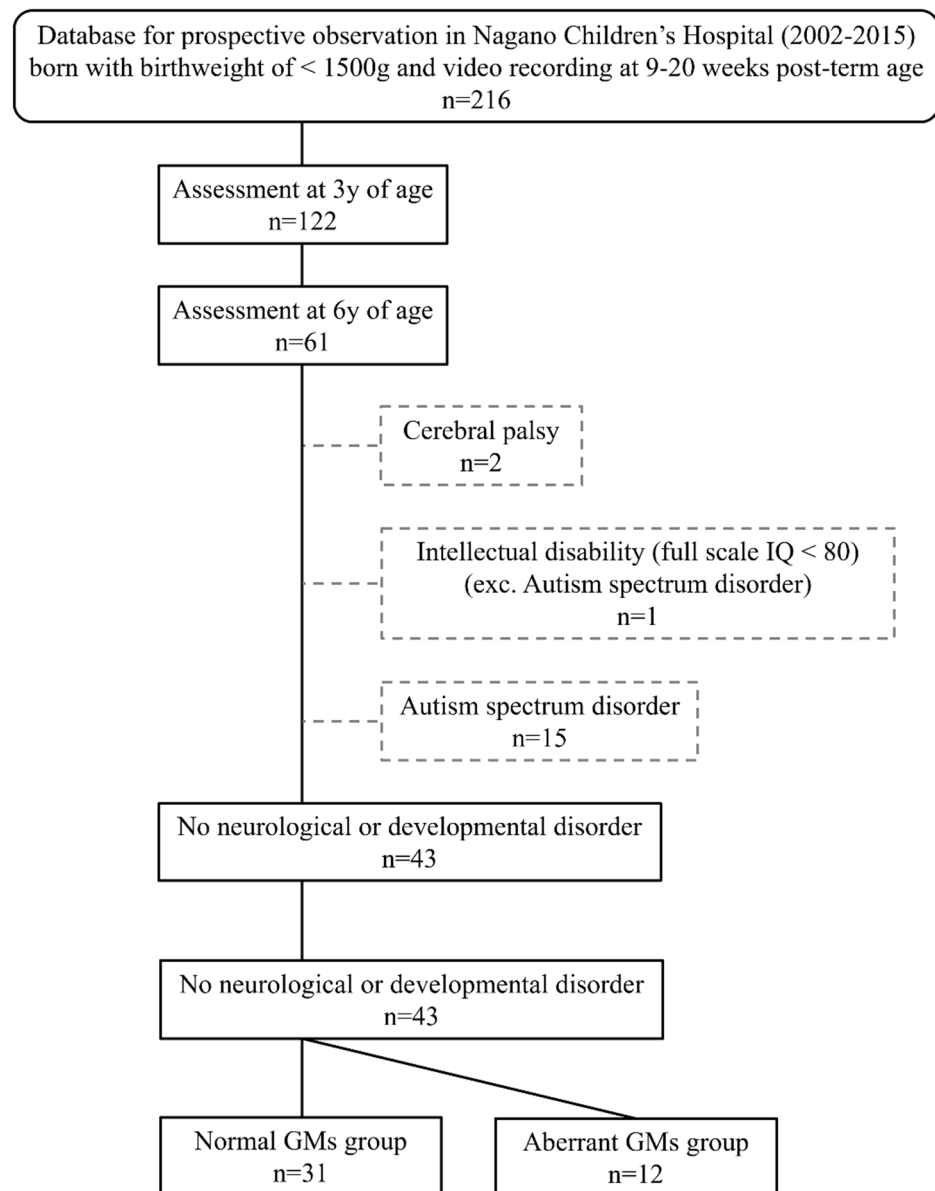 Database for prospective observation in Nagano Children's Hospital (2002-2015)
born with birthweight of < 1500g and video recording at 9-20 weeks post-term age
n=216
Assessment at 3y of age
n=122
Assessment at 6y of age
n=61
Cerebral palsy
n=2
Intellectual disability (full scale IQ < 80)
(exc. Autism spectrum disorder)
n=1
Autism spectrum disorder
n=15
No neurological or developmental disorder
n=43
No neurological or developmental disorder
n=43
Normal GMs group
n=31
Aberrant GMs group
n=12